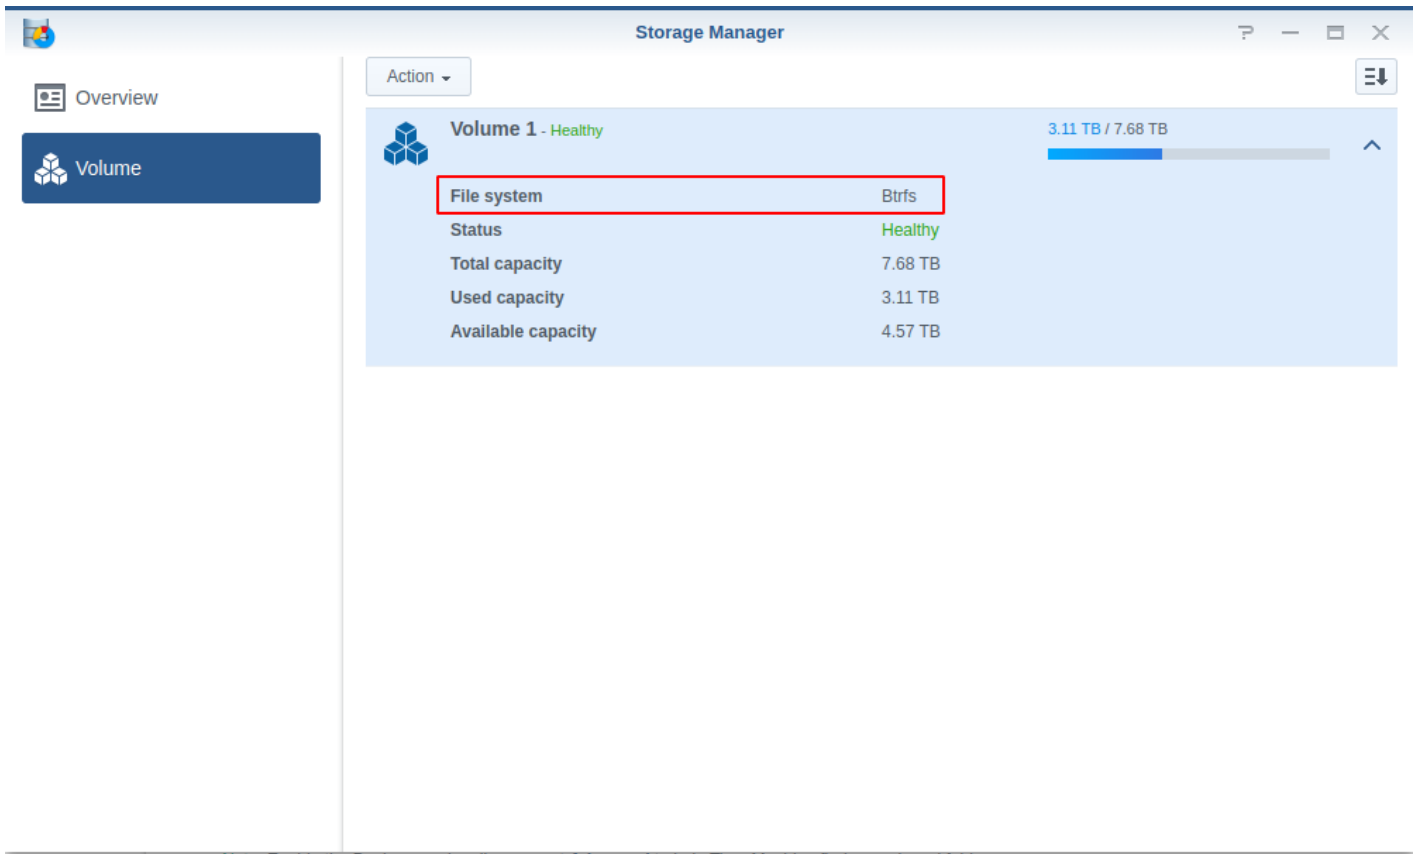 Storage Manager
Overview
Volume
Action
Volume 1 - Healthy
3.11 TB / 7.68 TB
File system Btrfs
Status Healthy
Total capacity 7.68 TB
Used capacity 3.11 TB
Available capacity 4.57 TB